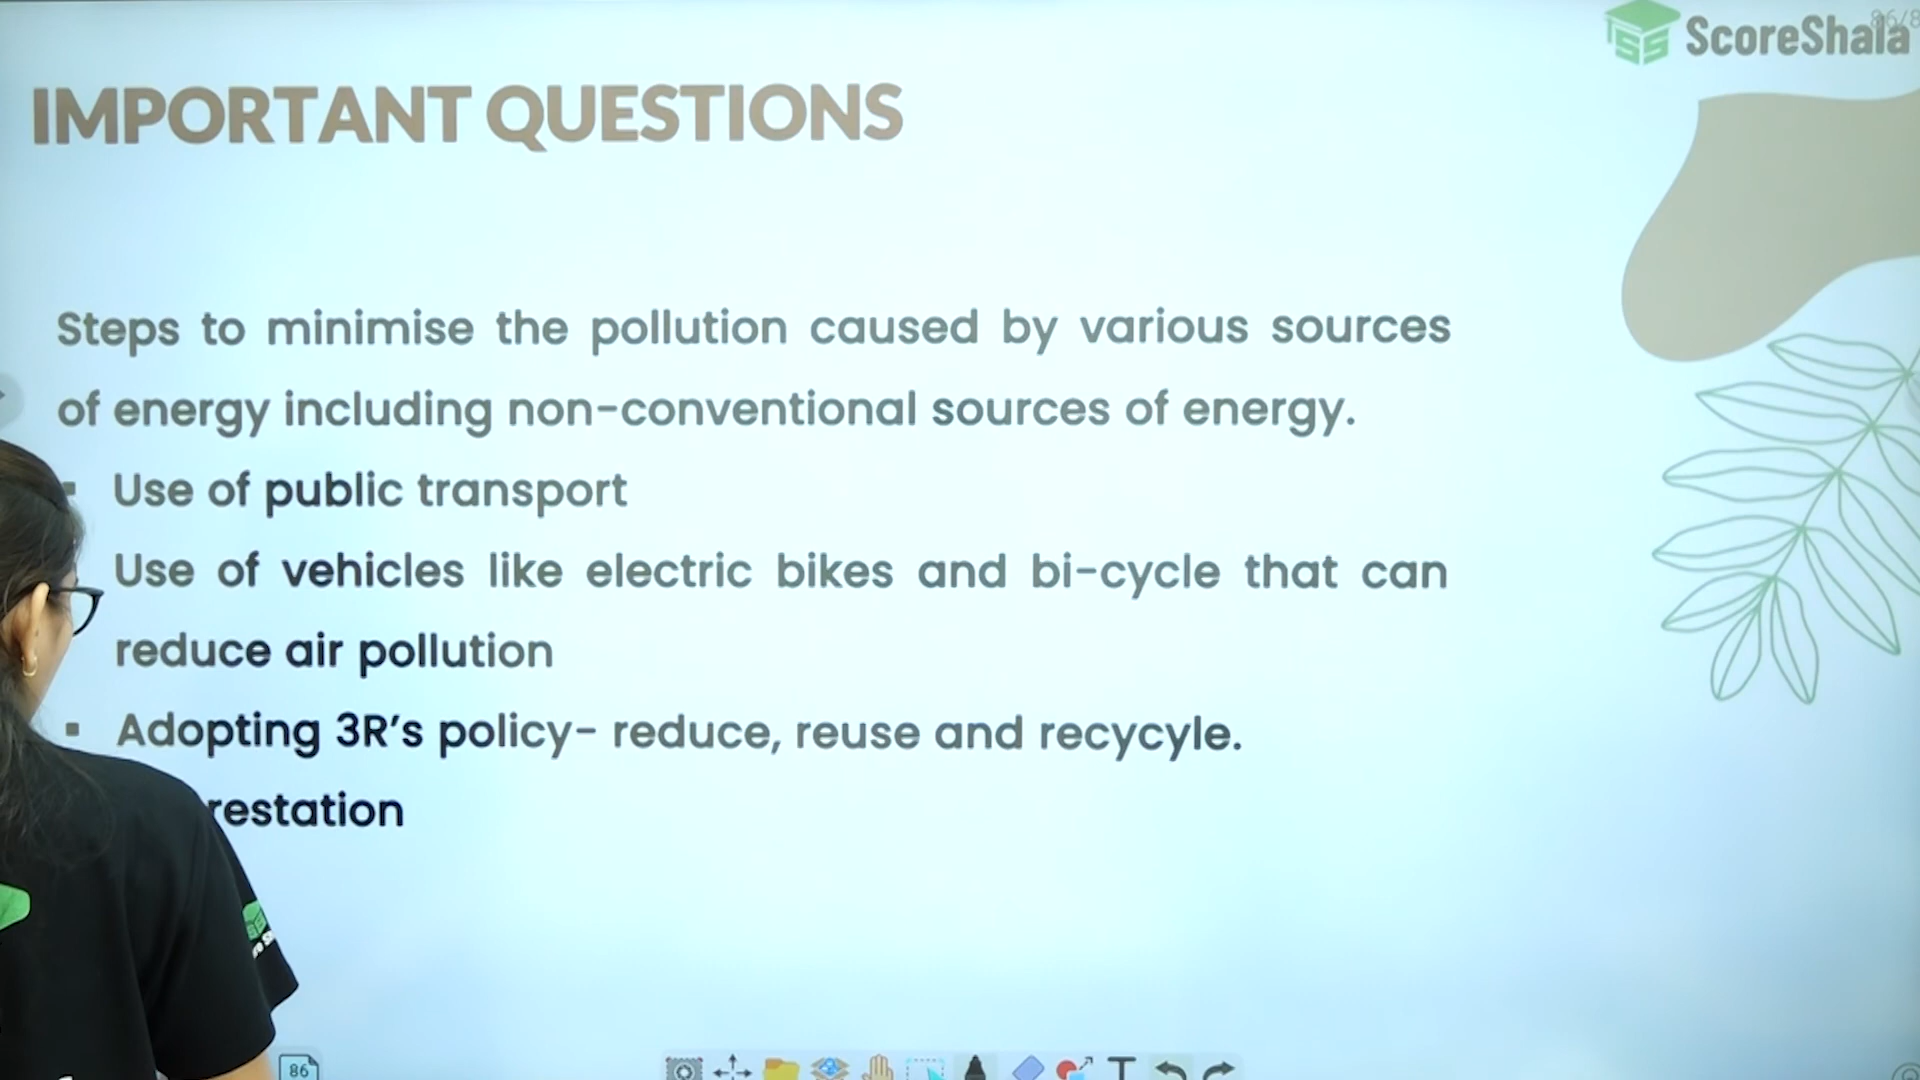 ScoreShala
IMPORTANT QUESTIONS
Steps to minimise the pollution caused by various sources
of energy including non-conventional sources of energy.
▪ Use of public transport
Use of vehicles like electric bikes and bi-cycle that can
reduce air pollution
▪ Adopting 3R's policy- reduce, reuse and recycyle.
restation
86